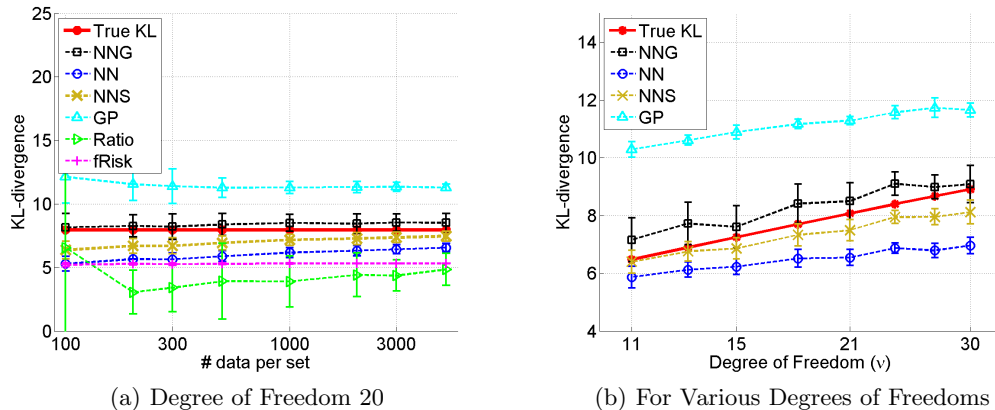 25
20
15
10
5
0
KL-divergence
True KL
NNG
NN
NNS
GP
Ratio
fRisk
100
300
1000
3000
# data per set
(a) Degree of Freedom 20
14
12
10
8
6
4
KL-divergence
True KL
NNG
NN
NNS
GP
11
15
21
30
Degree of Freedom (ν)
(b) For Various Degrees of Freedoms